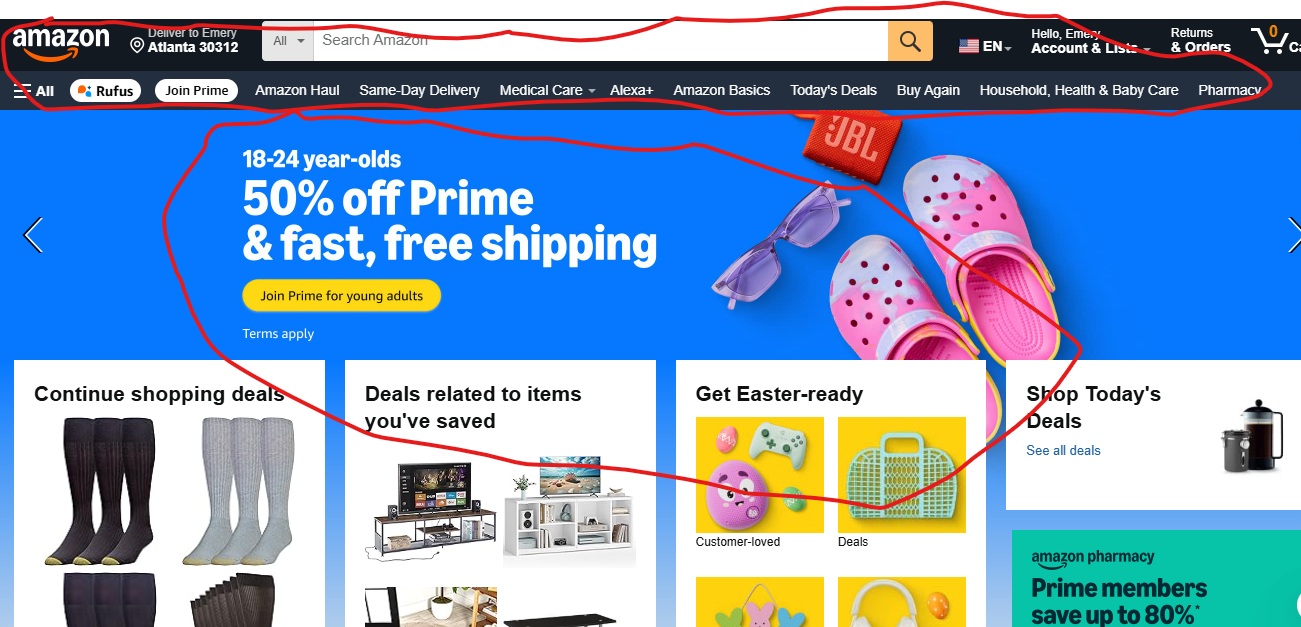 amazon
Deliver to Emery
Atlanta 30312
All
Search Amazon
EN
Hello, Emery
Account & Lists
Returns
& Orders
0
All
Rufus
Join Prime
Amazon Haul
Same-Day Delivery
Medical Care
Alexa+
Amazon Basics
Today's Deals
Buy Again
Household, Health & Baby Care
Pharmacy
JBL
18-24 year-olds
50% off Prime
& fast, free shipping
Join Prime for young adults
Terms apply
Continue shopping deals
Deals related to items
you've saved
Get Easter-ready
Customer-loved
Deals
Shop Today's
Deals
See all deals
amazon pharmacy
Prime members
save up to 80%*